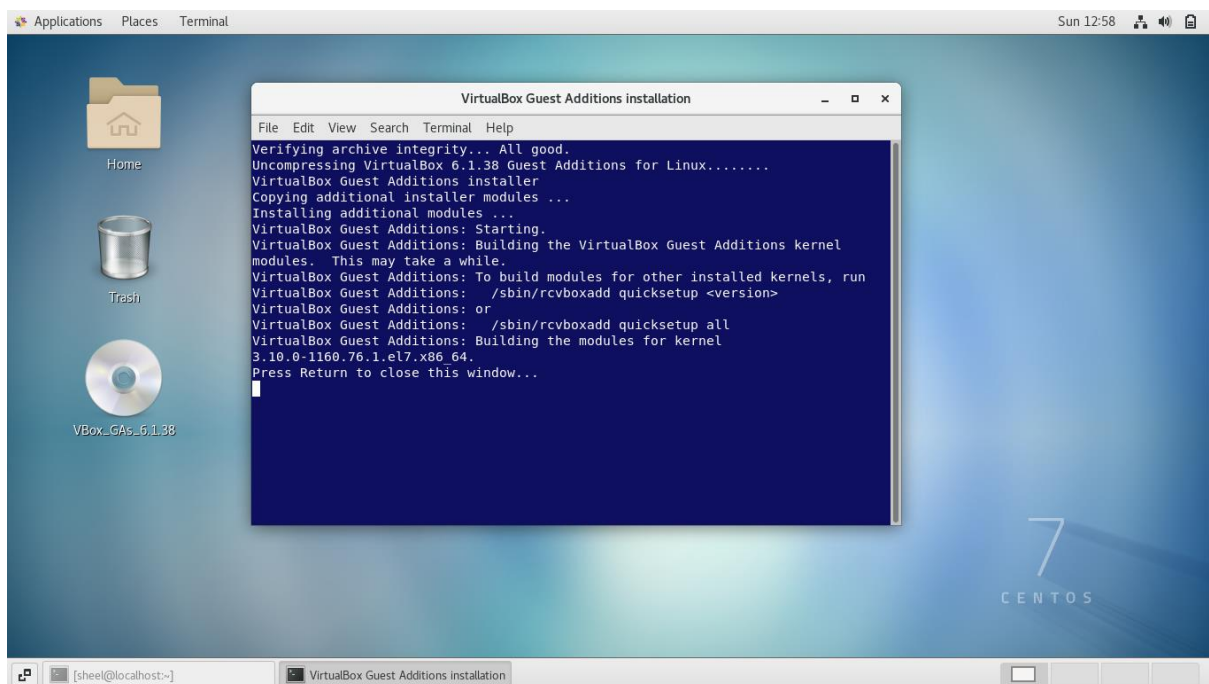 Applications Places Terminal
Sun 12:58
Home
Trash
VBox_GAs_6.1.38
VirtualBox Guest Additions installation
File Edit View Search Terminal Help
Verifying archive integrity... All good.
Uncompressing VirtualBox 6.1.38 Guest Additions for Linux........
VirtualBox Guest Additions installer
Copying additional installer modules ...
Installing additional modules ...
VirtualBox Guest Additions: Starting.
VirtualBox Guest Additions: Building the VirtualBox Guest Additions kernel
modules.  This may take a while.
VirtualBox Guest Additions: To build modules for other installed kernels, run
VirtualBox Guest Additions:   /sbin/rcvboxadd quicksetup <version>
VirtualBox Guest Additions: or
VirtualBox Guest Additions:   /sbin/rcvboxadd quicksetup all
VirtualBox Guest Additions: Building the modules for kernel
3.10.0-1160.76.1.el7.x86_64.
Press Return to close this window...
7
CENTOS
[sheel@localhost:~]
VirtualBox Guest Additions installation